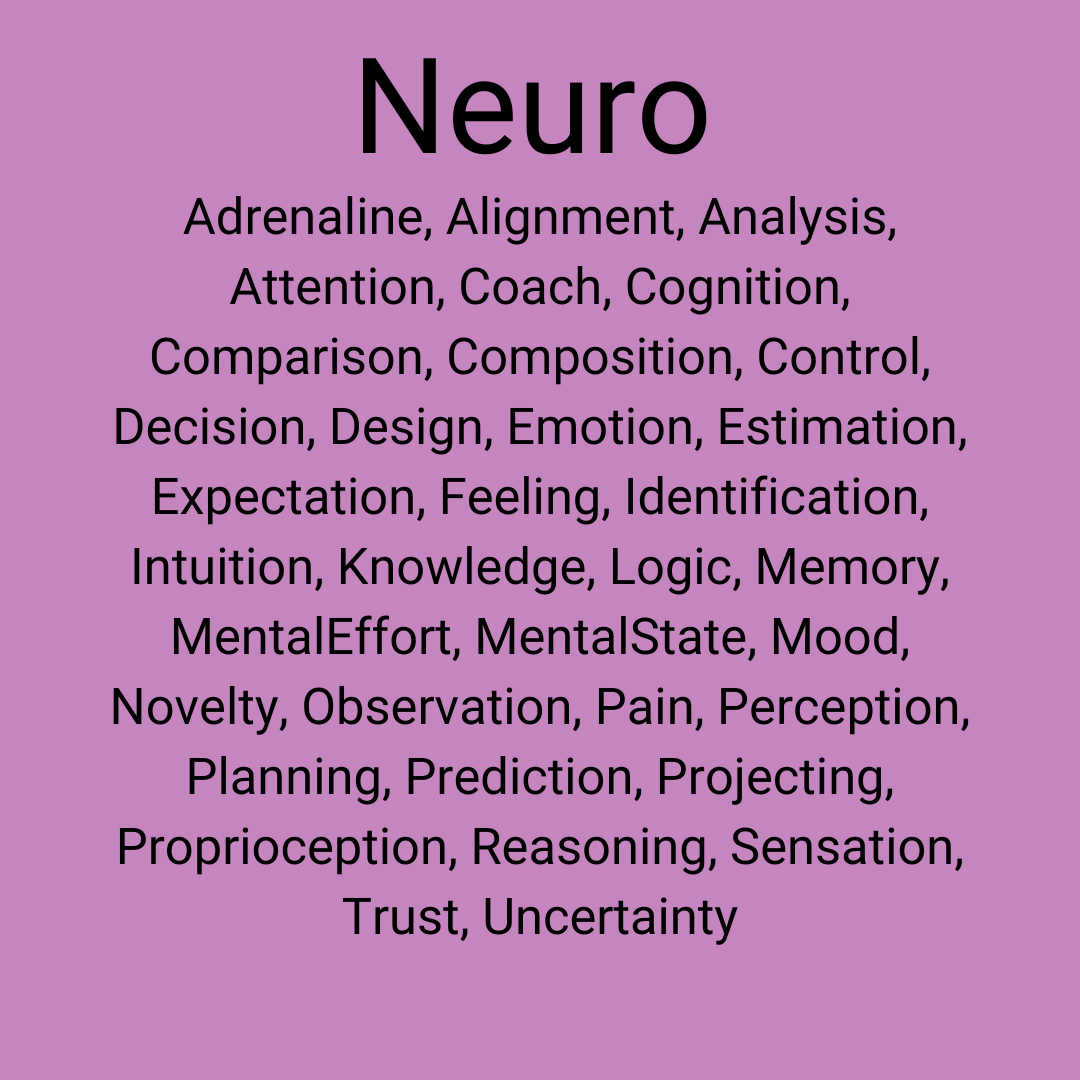 Neuro
Adrenaline, Alignment, Analysis,
Attention, Coach, Cognition,
Comparison, Composition, Control,
Decision, Design, Emotion, Estimation,
Expectation, Feeling, Identification,
Intuition, Knowledge, Logic, Memory,
MentalEffort, MentalState, Mood,
Novelty, Observation, Pain, Perception,
Planning, Prediction, Projecting,
Proprioception, Reasoning, Sensation,
Trust, Uncertainty